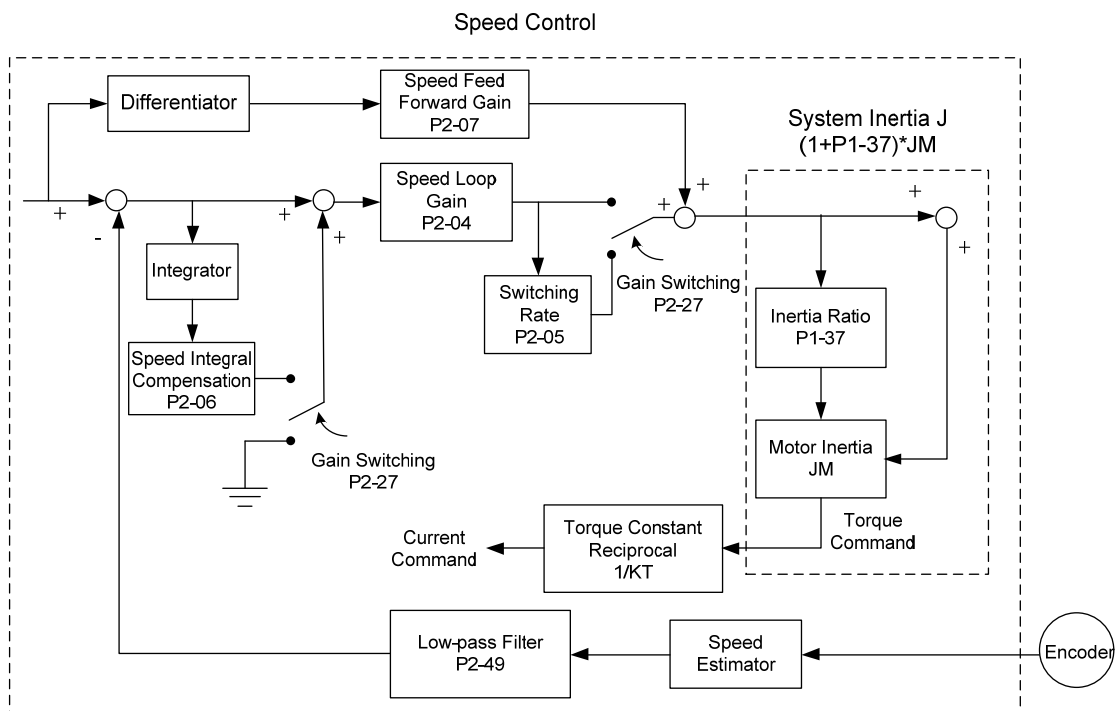 Speed Control
Differentiator
Speed Feed
Forward Gain
P2-07
System Inertia J
(1+P1-37)*JM
+
-
+
+
Speed Loop
Gain
P2-04
+
+
+
+
Integrator
Switching
Rate
P2-05
Gain Switching
P2-27
Inertia Ratio
P1-37
Speed Integral
Compensation
P2-06
Gain Switching
P2-27
Motor Inertia
JM
Current
Command
Torque Constant
Reciprocal
1/KT
Torque
Command
Low-pass Filter
P2-49
Speed
Estimator
Encoder